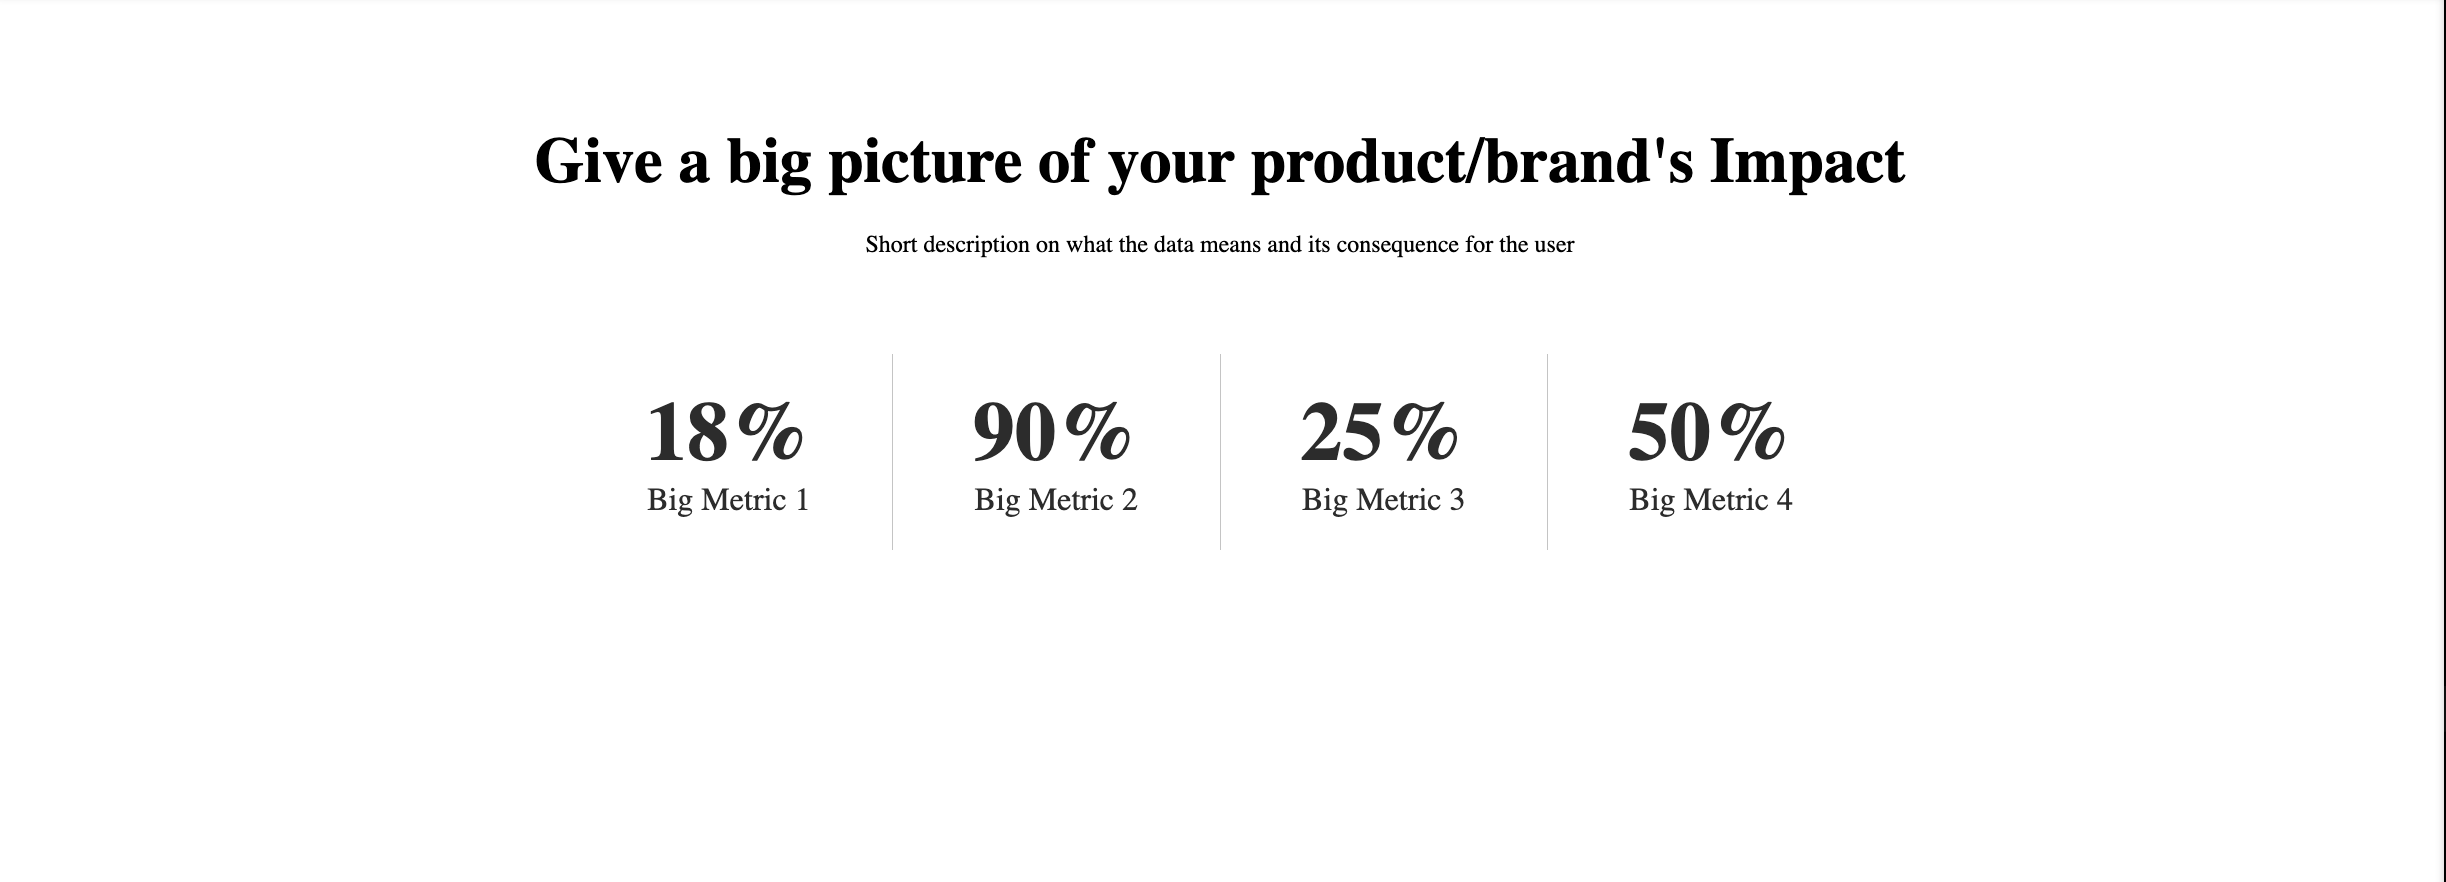 Give a big picture of your product/brand's Impact
Short description on what the data means and its consequence for the user
18% 90% 25% 50%
Big Metric 1 Big Metric 2 Big Metric 3 Big Metric 4